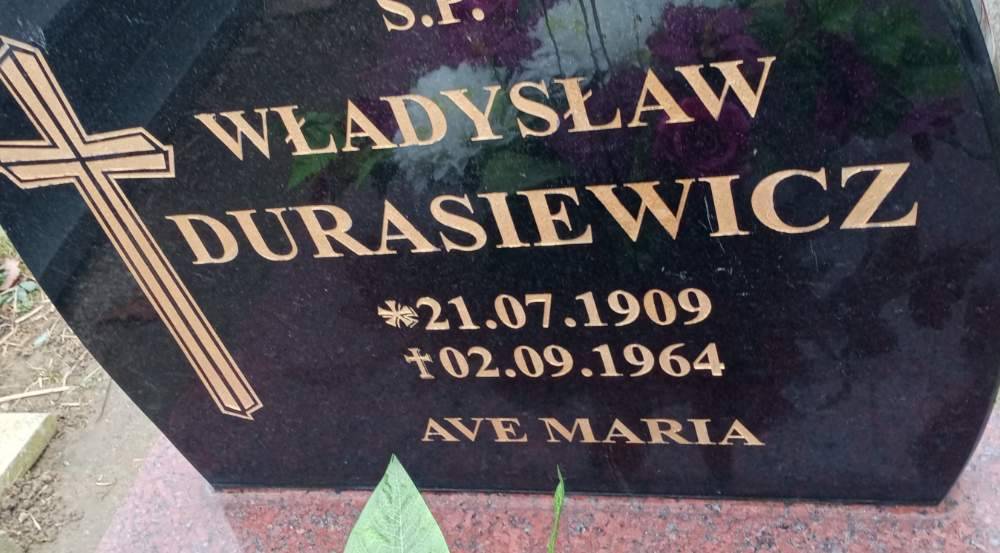 Ś.P.
WŁADYSŁAW
DURASIEWICZ
*21.07.1909
†02.09.1964
AVE MARIA